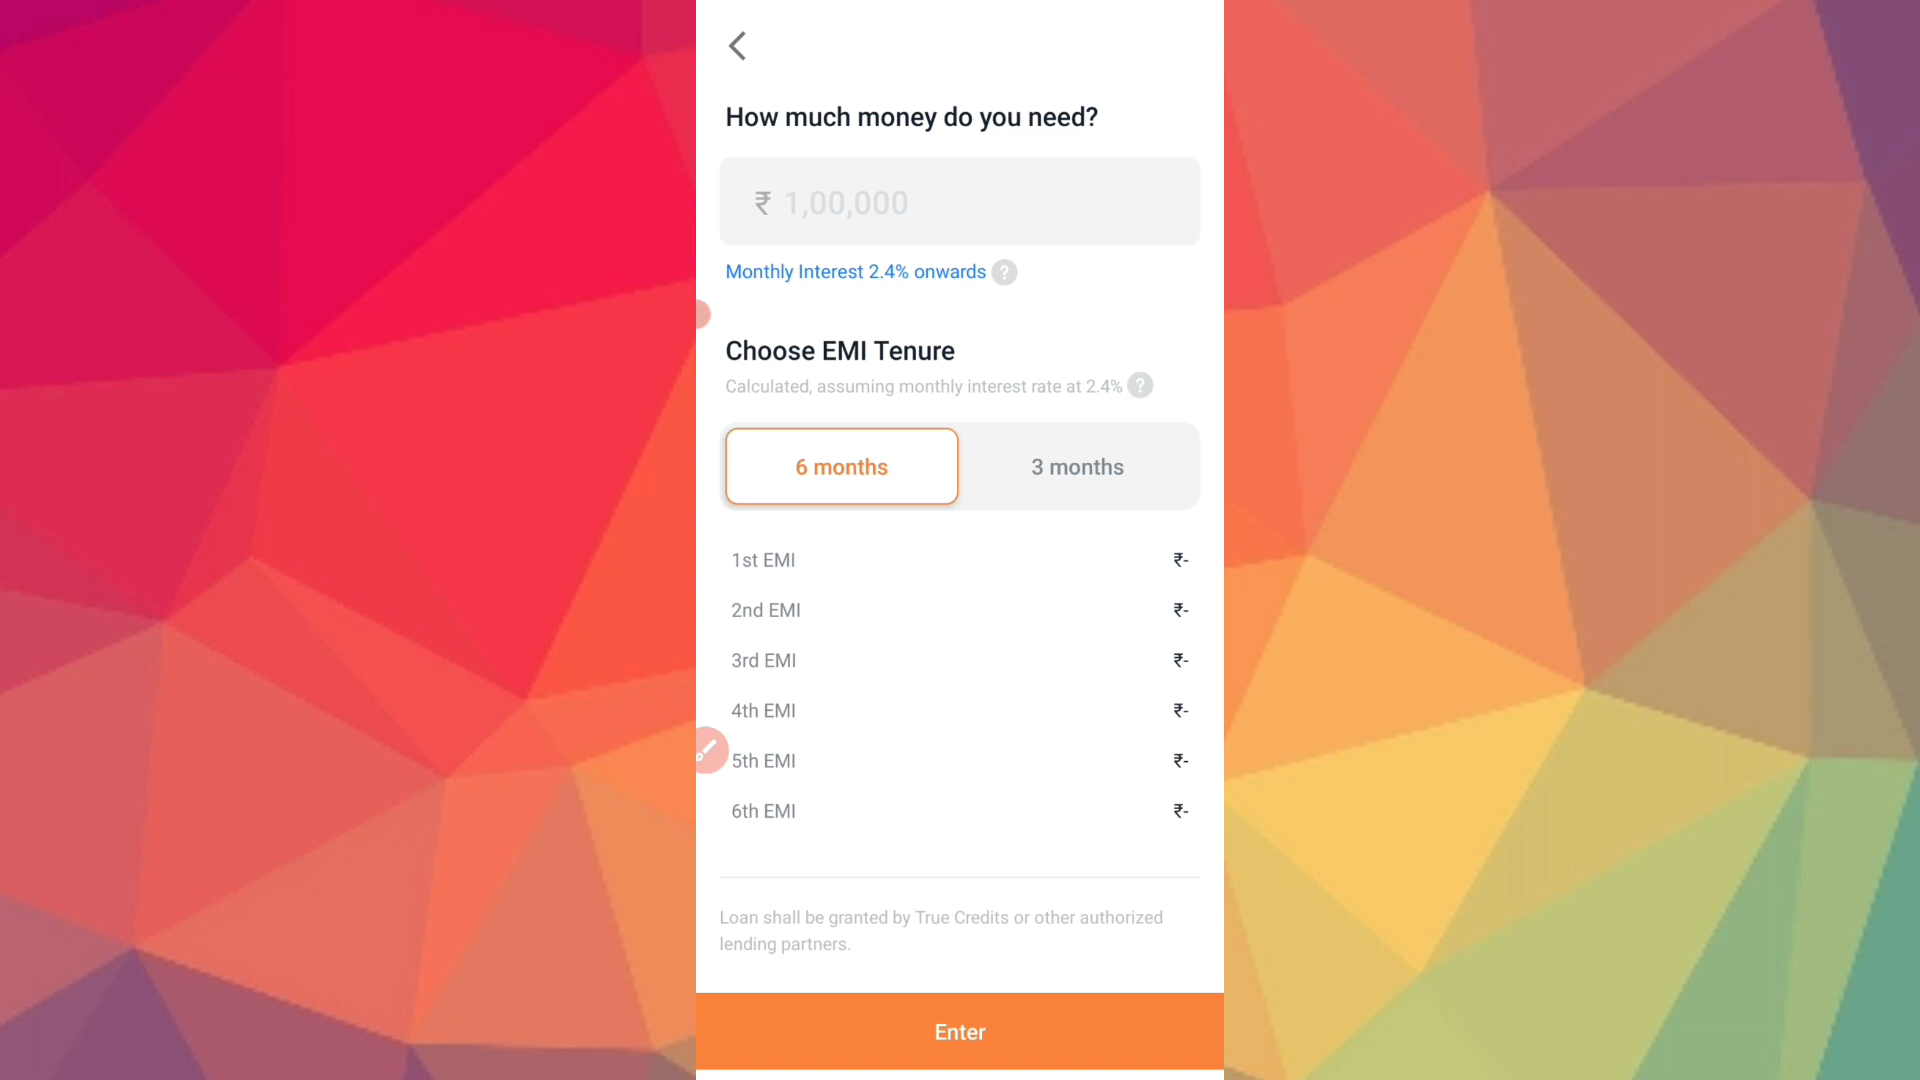 How much money do you need?
₹ 1,00,000
Monthly Interest 2.4% onwards ?
Choose EMI Tenure
Calculated, assuming monthly interest rate at 2.4% ?
6 months 3 months
1st EMI ₹-
2nd EMI ₹-
3rd EMI ₹-
4th EMI ₹-
5th EMI ₹-
6th EMI ₹-
Loan shall be granted by True Credits or other authorized
lending partners.
Enter